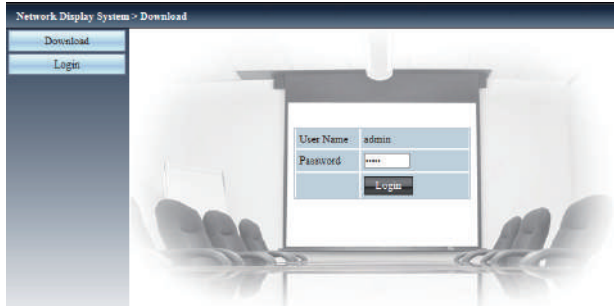 Network Display System > Download
Download
Login
User Name admin
Password •••••
Login